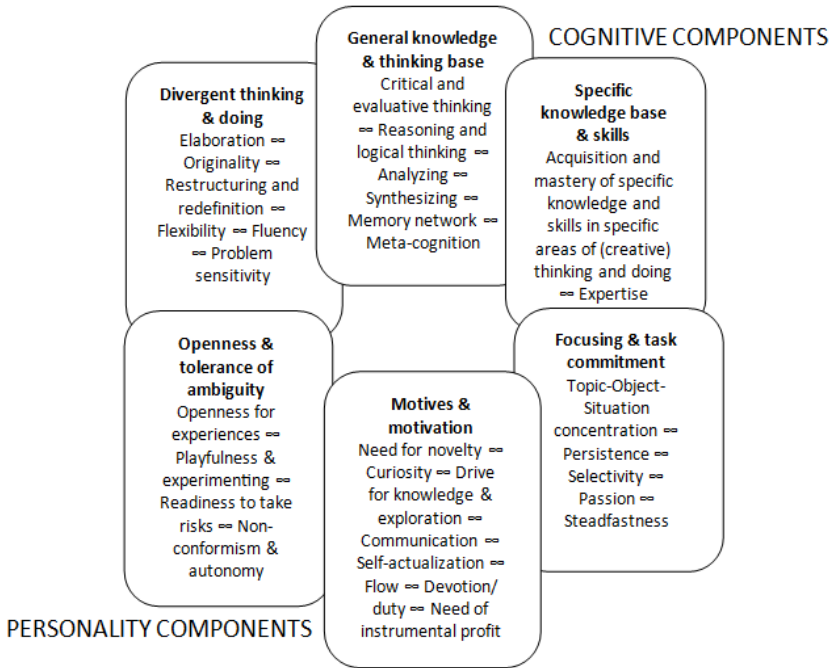 COGNITIVE COMPONENTS
General knowledge
& thinking base
Critical and
evaluative thinking
∞ Reasoning and
logical thinking ∞
Analyzing ∞
Synthesizing ∞
Memory network ∞
Meta-cognition
Divergent thinking
& doing
Elaboration ∞
Originality ∞
Restructuring and
redefinition ∞
Flexibility ∞ Fluency
∞ Problem
sensitivity
Specific
knowledge base
& skills
Acquisition and
mastery of specific
knowledge and
skills in specific
areas of (creative)
thinking and doing
∞ Expertise
Openness &
tolerance of
ambiguity
Openness for
experiences ∞
Playfulness &
experimenting ∞
Readiness to take
risks ∞ Non-
conformism &
autonomy
Motives &
motivation
Need for novelty ∞
Curiosity ∞ Drive
for knowledge &
exploration ∞
Communication ∞
Self-actualization ∞
Flow ∞ Devotion/
duty ∞ Need of
instrumental profit
Focusing & task
commitment
Topic-Object-
Situation
concentration ∞
Persistence ∞
Selectivity ∞
Passion ∞
Steadfastness
PERSONALITY COMPONENTS